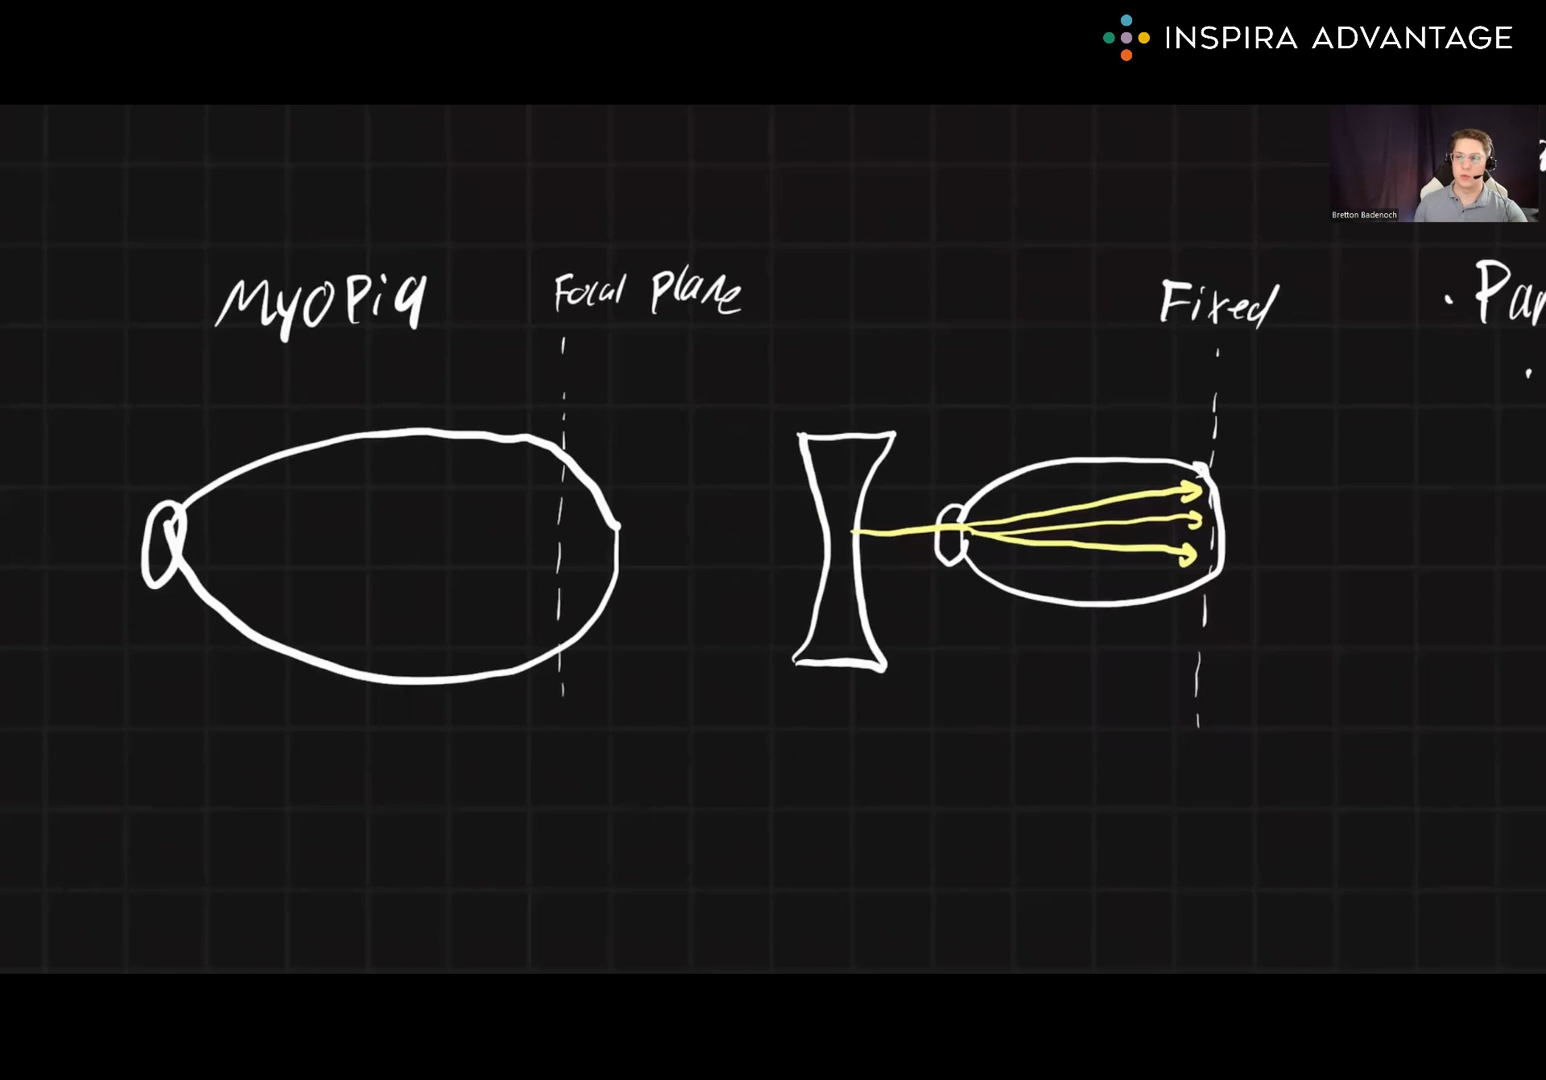 INSPIRA ADVANTAGE
Bretton Badenoch
Myopia
Focal Plane
Fixed